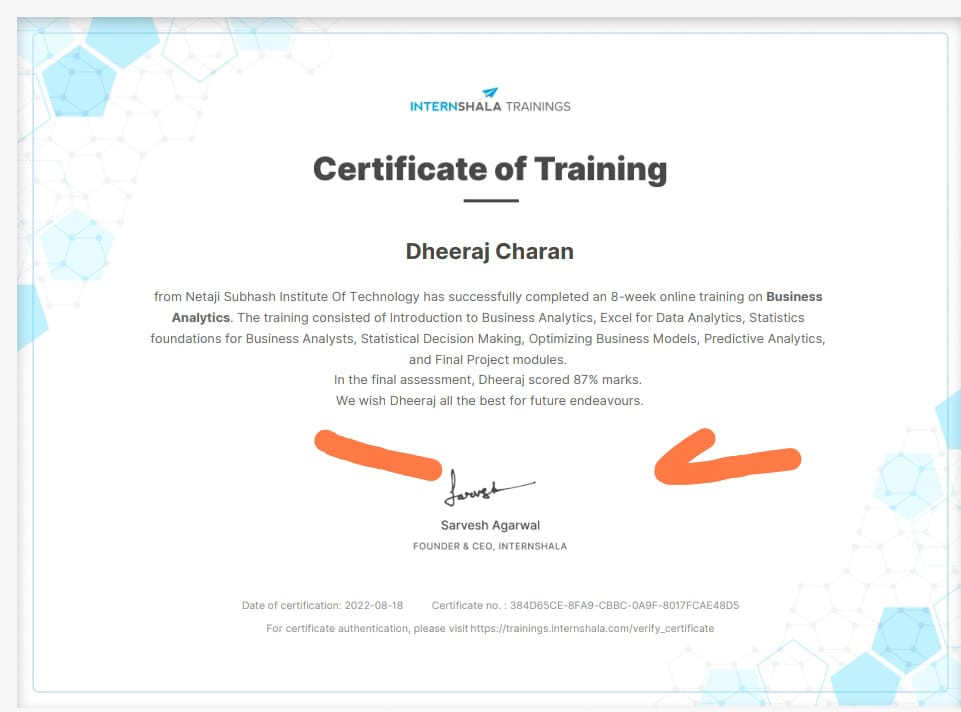 INTERNSHALA TRAININGS
Certificate of Training
Dheeraj Charan
from Netaji Subhash Institute Of Technology has successfully completed an 8-week online training on Business
Analytics. The training consisted of Introduction to Business Analytics, Excel for Data Analytics, Statistics
foundations for Business Analysts, Statistical Decision Making, Optimizing Business Models, Predictive Analytics,
and Final Project modules.
In the final assessment, Dheeraj scored 87% marks.
We wish Dheeraj all the best for future endeavours.
Sarvesh
Sarvesh Agarwal
FOUNDER & CEO, INTERNSHALA
Date of certification: 2022-08-18 Certificate no. : 384D65CE-8FA9-CBBC-0A9F-8017FCAE48D5
For certificate authentication, please visit https://trainings.internshala.com/verify_certificate